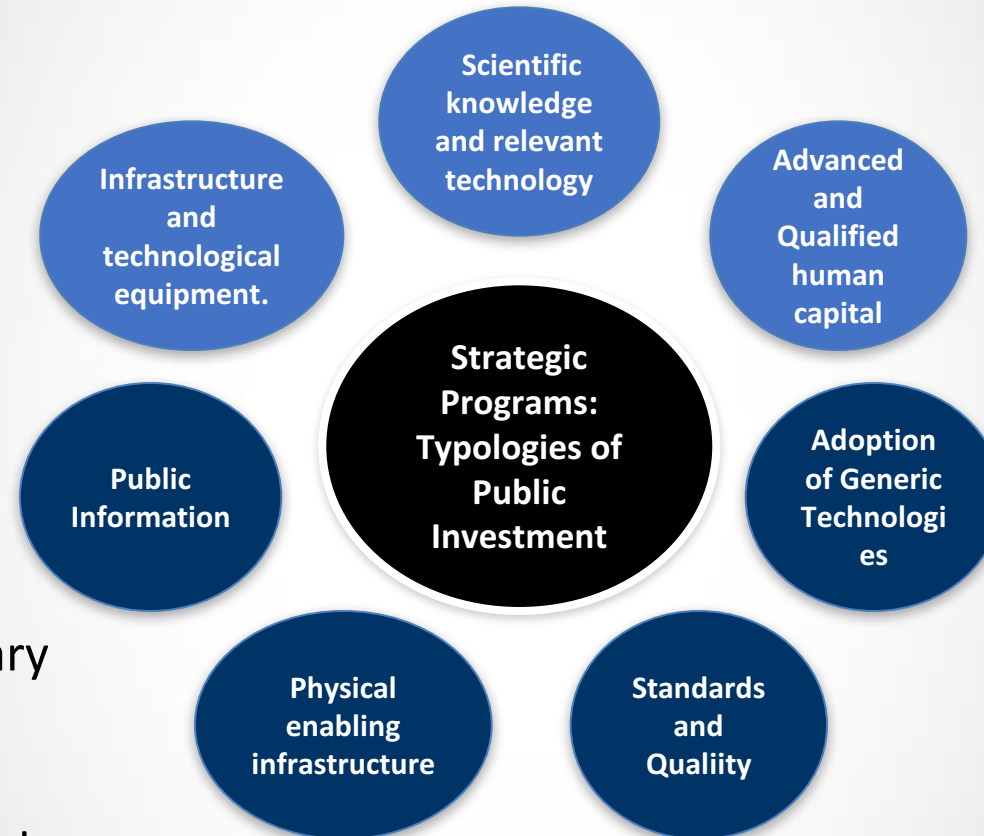 Scientific
knowledge
and relevant
technology
Infrastructure
and
technological
equipment.
Advanced
and
Qualified
human
capital
Strategic
Programs:
Typologies of
Public
Investment
Public
Information
Adoption
of Generic
Technologi
es
ary
Physical
enabling
infrastructure
Standards
and
Qualiity